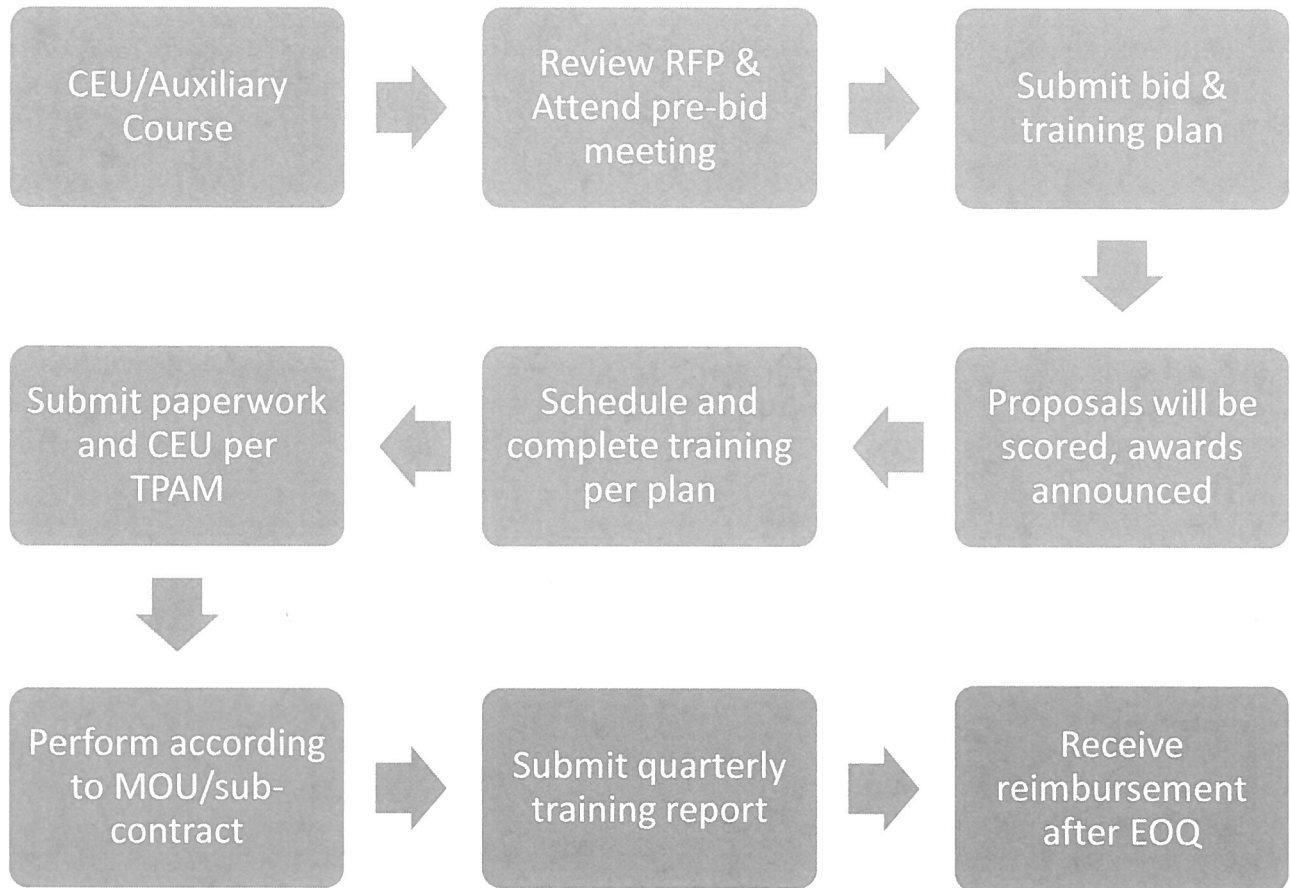 CEU/Auxiliary
Course
Review RFP &
Attend pre-bid
meeting
Submit bid &
training plan
Proposals will be
scored, awards
announced
Schedule and
complete training
per plan
Submit paperwork
and CEU per
TPAM
Perform according
to MOU/sub-
contract
Submit quarterly
training report
Receive
reimbursement
after EOQ